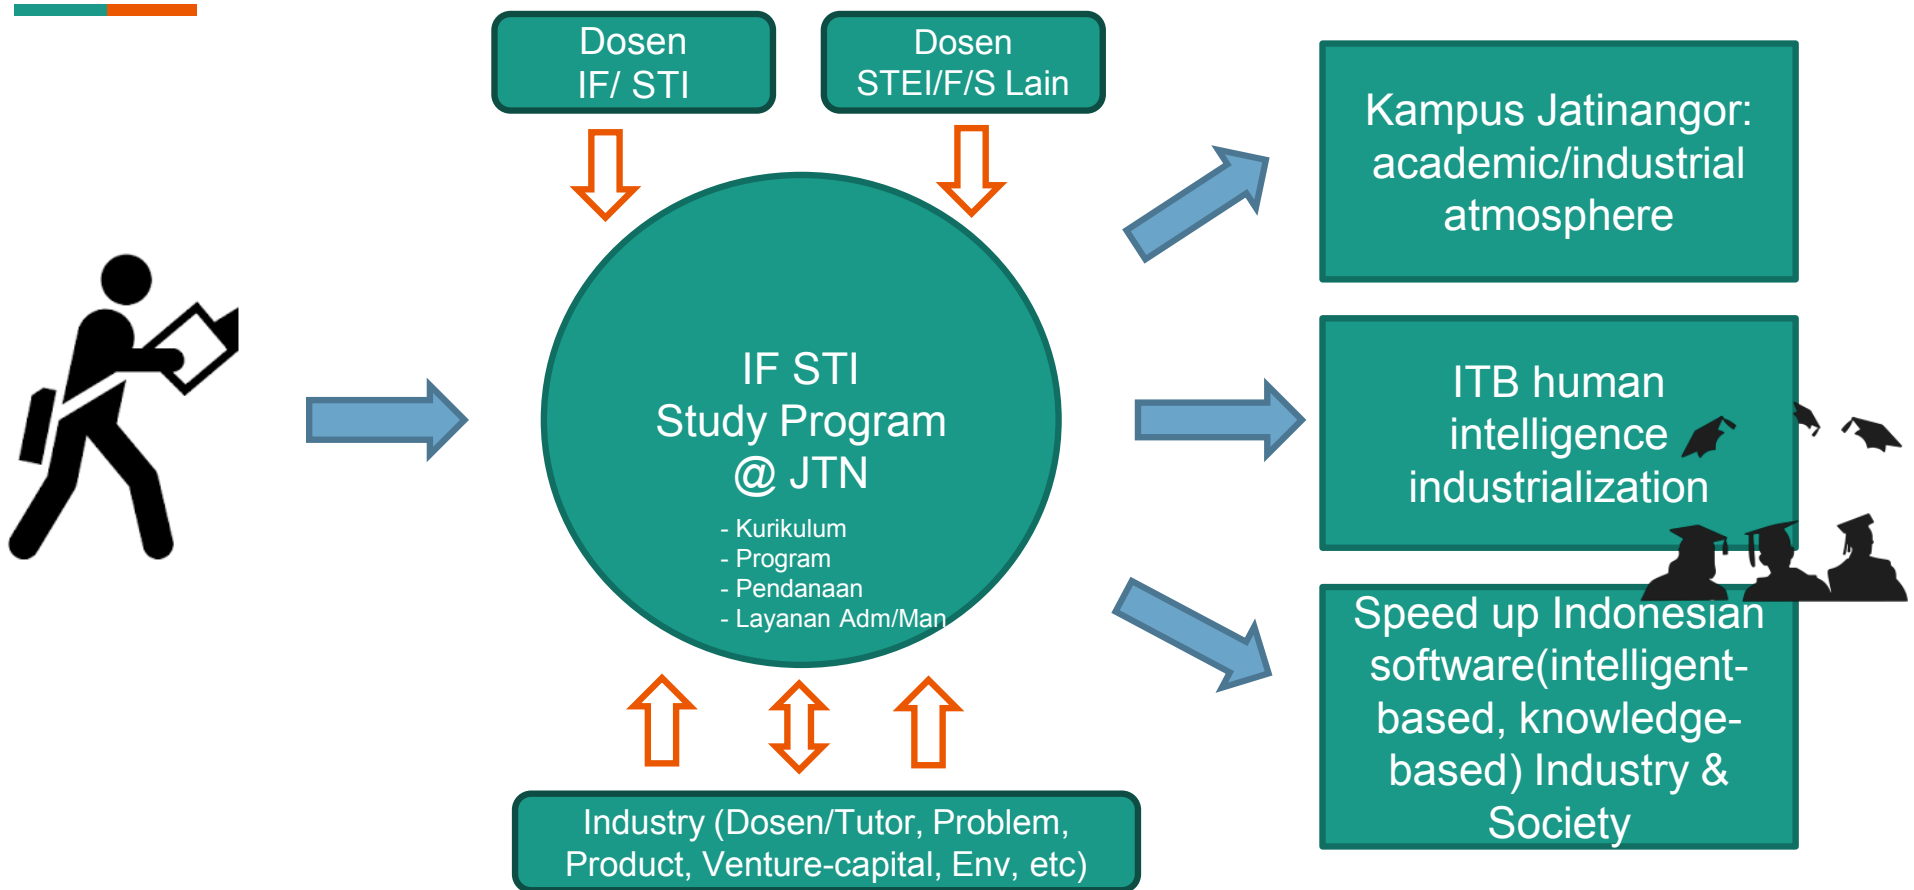 Dosen
IF/ STI
Dosen
STEI/F/S Lain
IF STI
Study Program
@ JTN
- Kurikulum
- Program
- Pendanaan
- Layanan Adm/Man
Industry (Dosen/Tutor, Problem,
Product, Venture-capital, Env, etc)
Kampus Jatinangor:
academic/industrial
atmosphere
ITB human
intelligence
industrialization
Speed up Indonesian
software(intelligent-
based, knowledge-
based) Industry &
Society